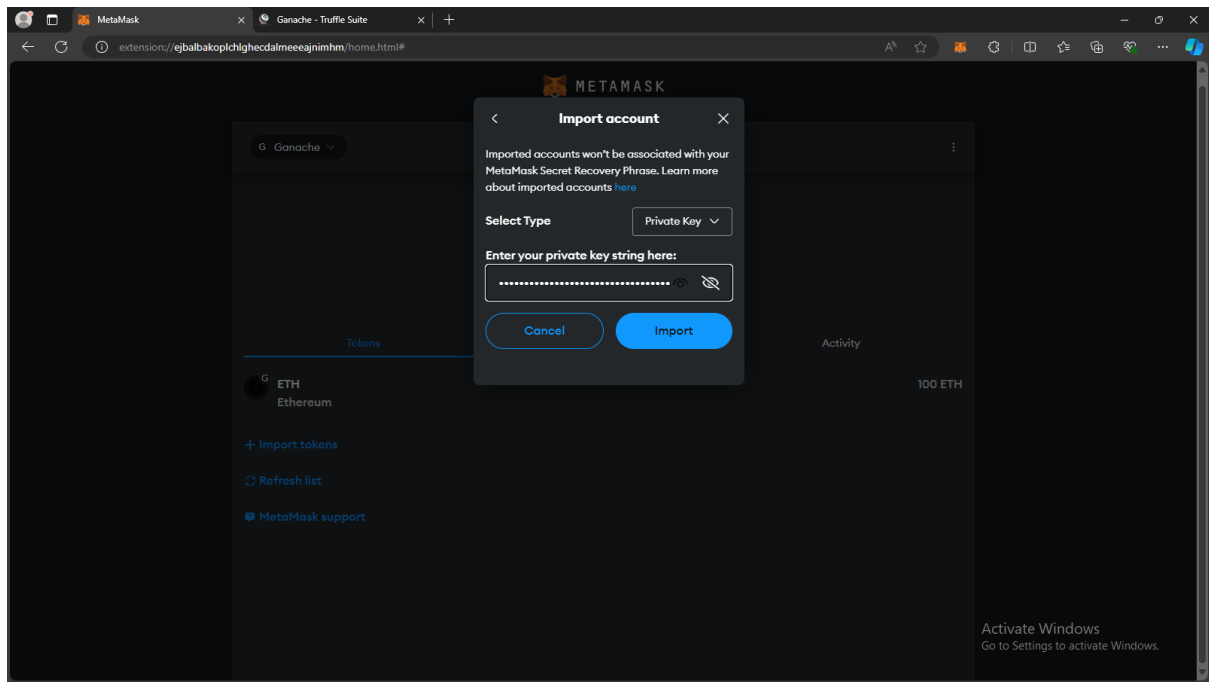 MetaMask
Ganache - Truffle Suite
extension://ejbalbakoplchlghecdalmeeeajnimhm/home.html#
METAMASK
G Ganache
Import account
Imported accounts won't be associated with your
MetaMask Secret Recovery Phrase. Learn more
about imported accounts here
Select Type
Private Key
Enter your private key string here:
••••••••••••••••••••••••••••••••••
Cancel
Import
Tokens
Activity
G
ETH
100 ETH
Ethereum
+ Import tokens
Refresh list
MetaMask support
Activate Windows
Go to Settings to activate Windows.